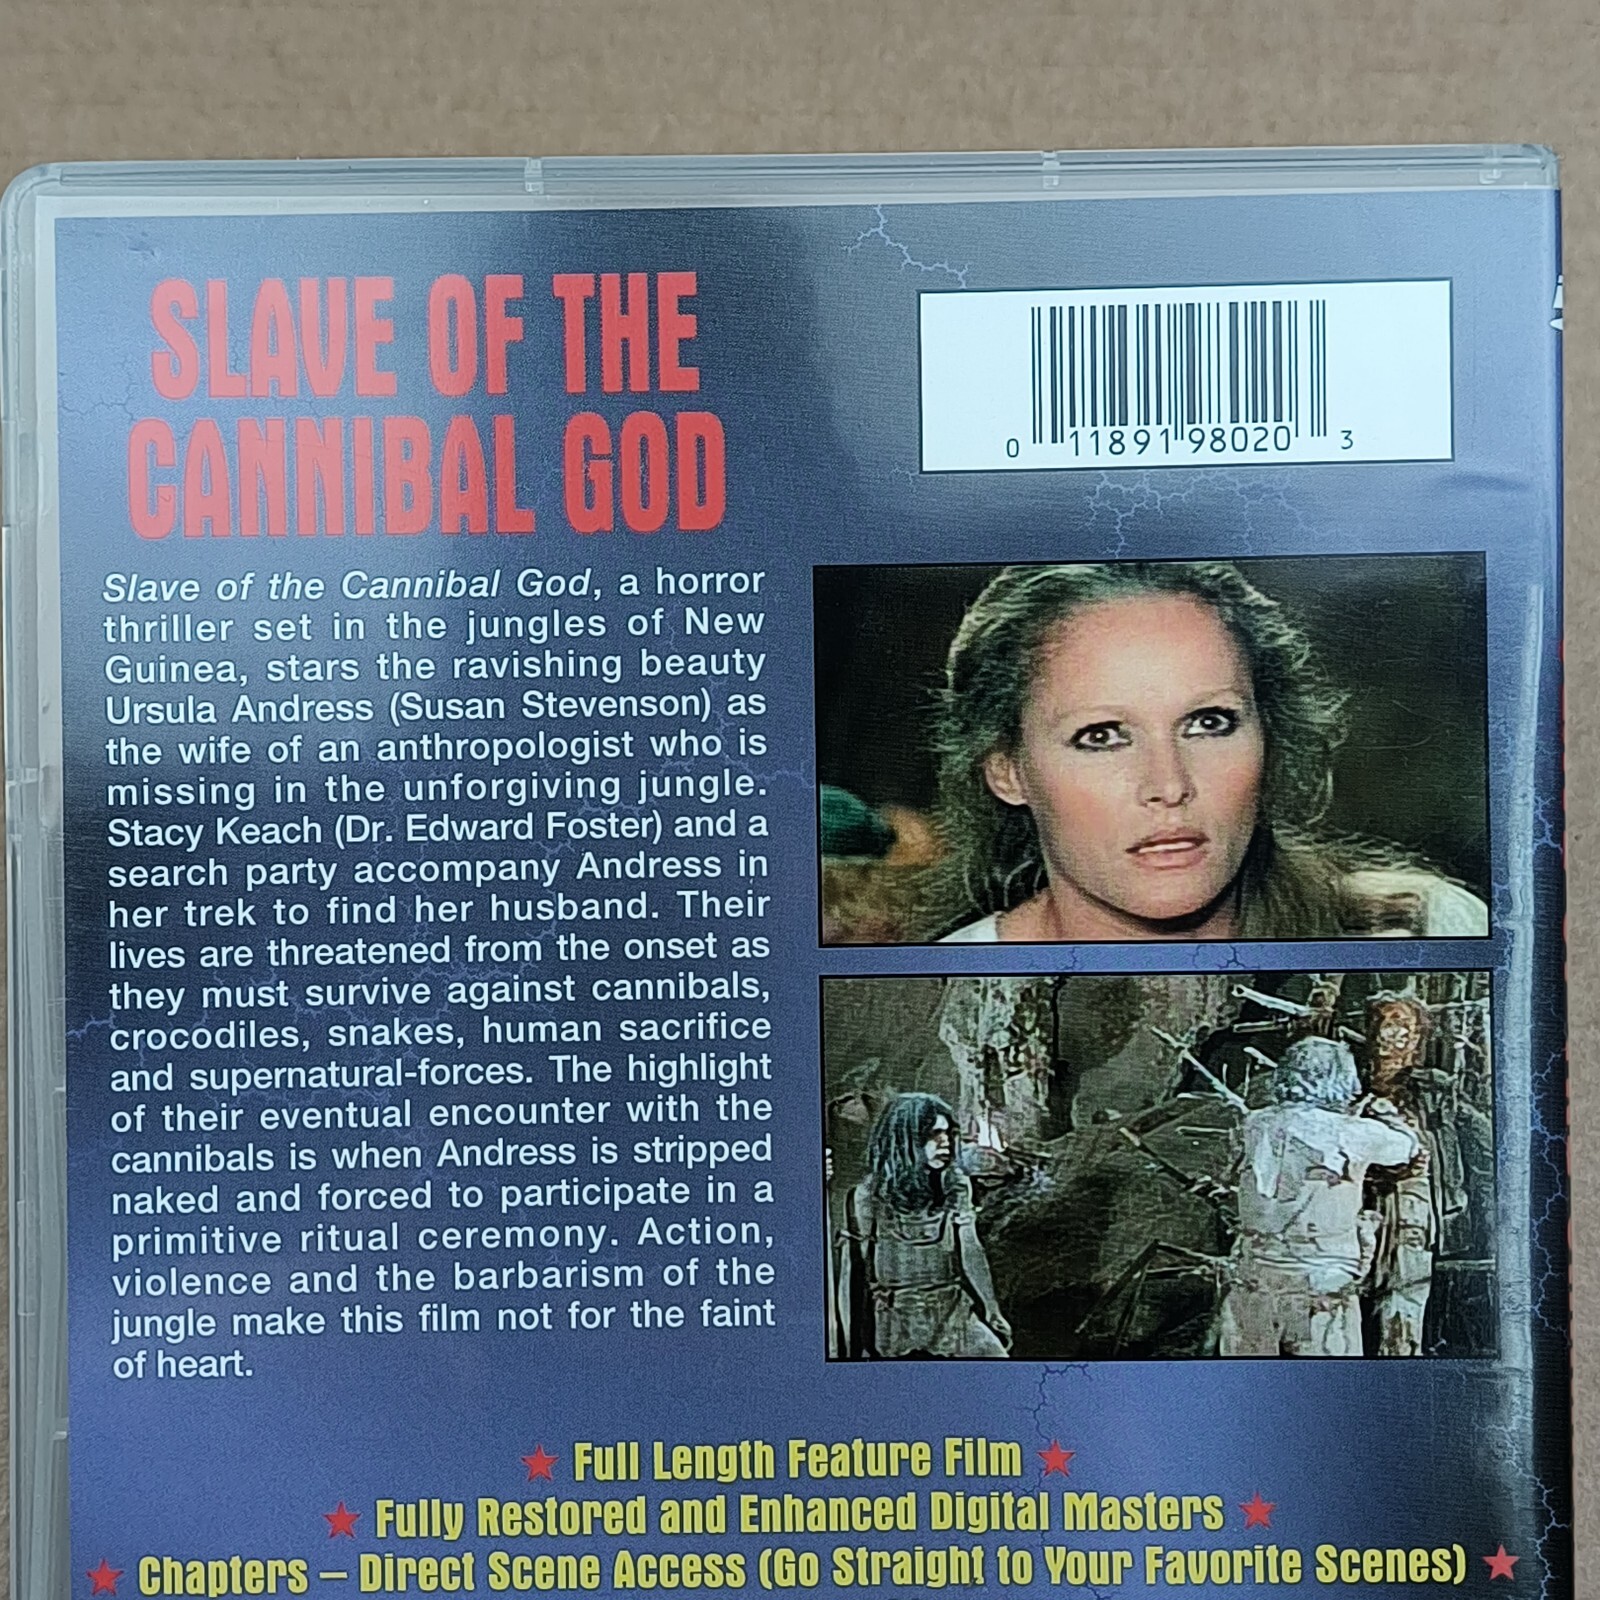 SLAVE OF THE
CANNIBAL GOD
0 11891 98020 3
Slave of the Cannibal God, a horror
thriller set in the jungles of New
Guinea, stars the ravishing beauty
Ursula Andress (Susan Stevenson) as
the wife of an anthropologist who is
missing in the unforgiving jungle.
Stacy Keach (Dr. Edward Foster) and a
search party accompany Andress in
her trek to find her husband. Their
lives are threatened from the onset as
they must survive against cannibals,
crocodiles, snakes, human sacrifice
and supernatural-forces. The highlight
of their eventual encounter with the
cannibals is when Andress is stripped
naked and forced to participate in a
primitive ritual ceremony. Action,
violence and the barbarism of the
jungle make this film not for the faint
of heart.
★ Full Length Feature Film ★
★ Fully Restored and Enhanced Digital Masters ★
★ Chapters – Direct Scene Access (Go Straight to Your Favorite Scenes) ★